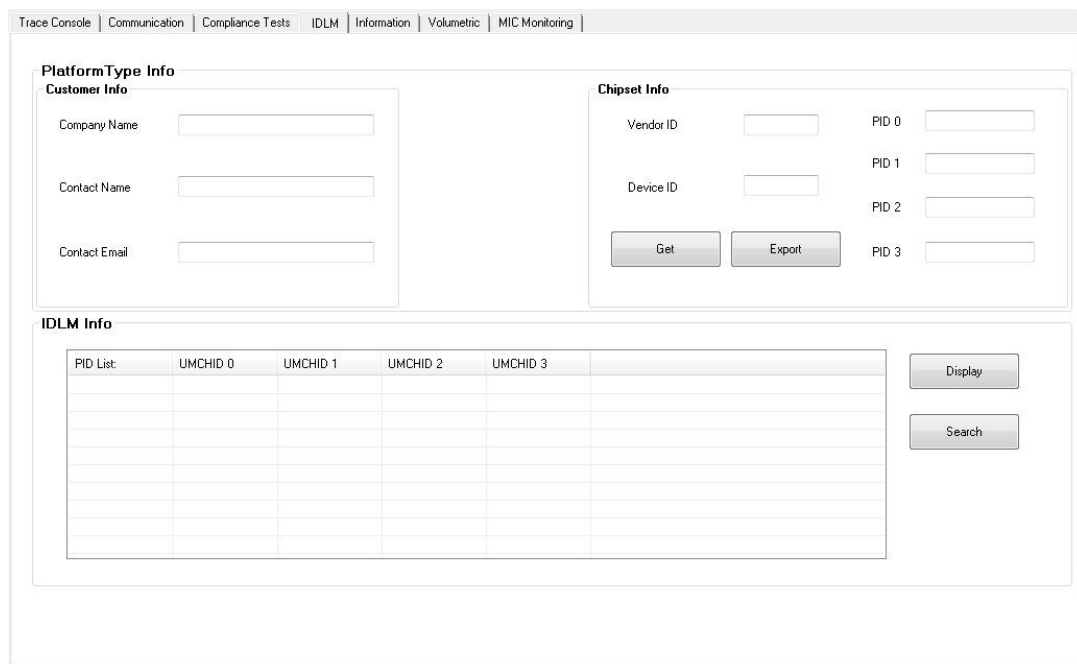 Trace Console Communication Compliance Tests IDLM Information Volumetric MIC Monitoring
PlatformType Info
Customer Info
Company Name
Contact Name
Contact Email
Chipset Info
Vendor ID
Device ID
Get Export
PID 0
PID 1
PID 2
PID 3
IDLM Info
PID List: UMCHID 0 UMCHID 1 UMCHID 2 UMCHID 3
Display
Search